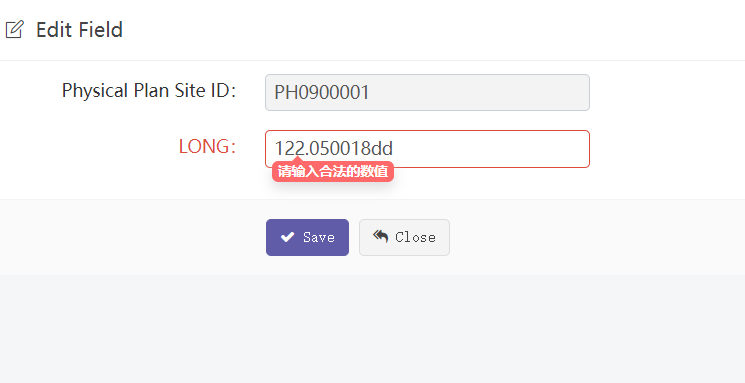 Edit Field
Physical Plan Site ID:
PH0900001
LONG:
122.050018dd
请输入合法的数值
Save
Close